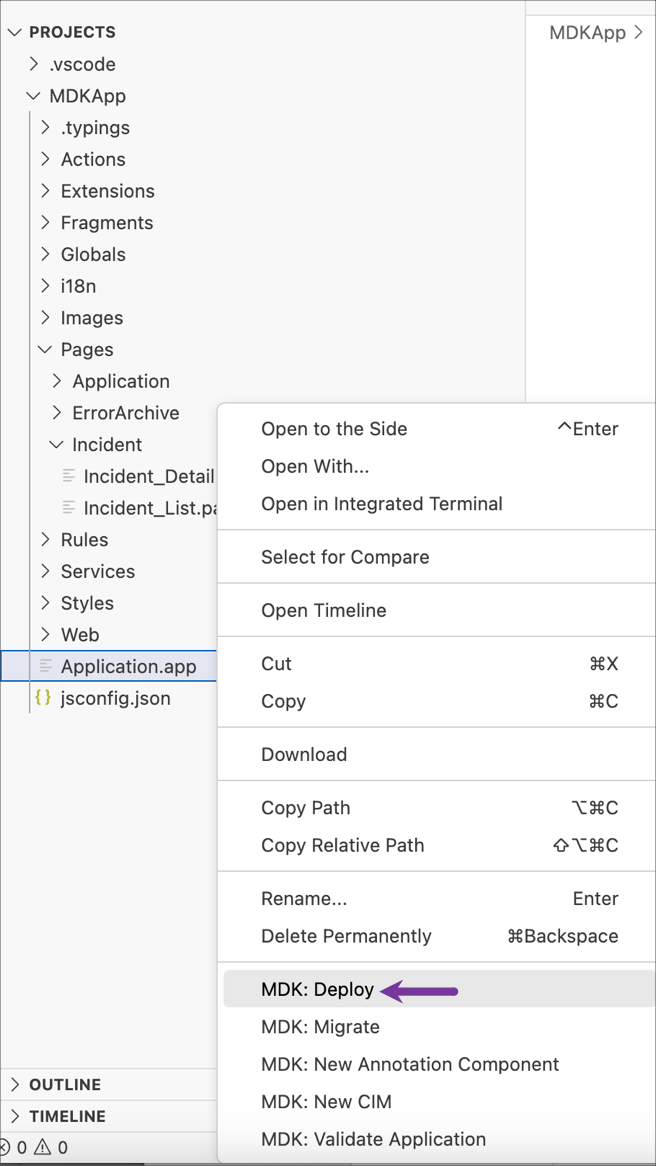 PROJECTS
MDKApp
.vscode
MDKApp
.typings
Actions
Extensions
Fragments
Globals
i18n
Images
Pages
Application
ErrorArchive
Incident
Incident_Detail
Incident_List.pa
Rules
Services
Styles
Web
Application.app
{} jsconfig.json
Open to the Side ^Enter
Open With...
Open in Integrated Terminal
Select for Compare
Open Timeline
Cut ⌘X
Copy ⌘C
Download
Copy Path ⌥⌘C
Copy Relative Path ⇧⌥⌘C
Rename... Enter
Delete Permanently ⌘Backspace
MDK: Deploy
MDK: Migrate
MDK: New Annotation Component
MDK: New CIM
MDK: Validate Application
OUTLINE
TIMELINE
0 0